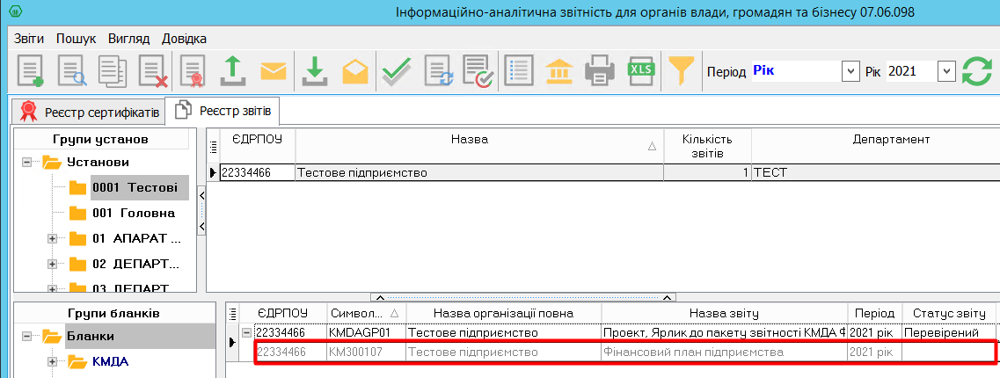 Інформаційно-аналітична звітність для органів влади, громадян та бізнесу 07.06.098
Звіти Пошук Вигляд Довідка
XLS Період Рік Рік 2021
Реєстр сертифікатів Реєстр звітів
Групи установ
Установи
0001 Тестові
001 Головна
01 АПАРАТ ...
02 ДЕПАРТ...
03 ДЕПАРТ
ЄДРПОУ Назва Кількість звітів Департамент
22334466 Тестове підприємство 1 ТЕСТ
Групи бланків
Бланки
КМДА
ЄДРПОУ Символ... Назва організації повна Назва звіту Період Статус звіту
22334466 KMDAGP01 Тестове підприємство Проект, Ярлик до пакету звітності КМДА Ф 2021 рік Перевірений
22334466 KM300107 Тестове підприємство Фінансовий план підприємства 2021 рік